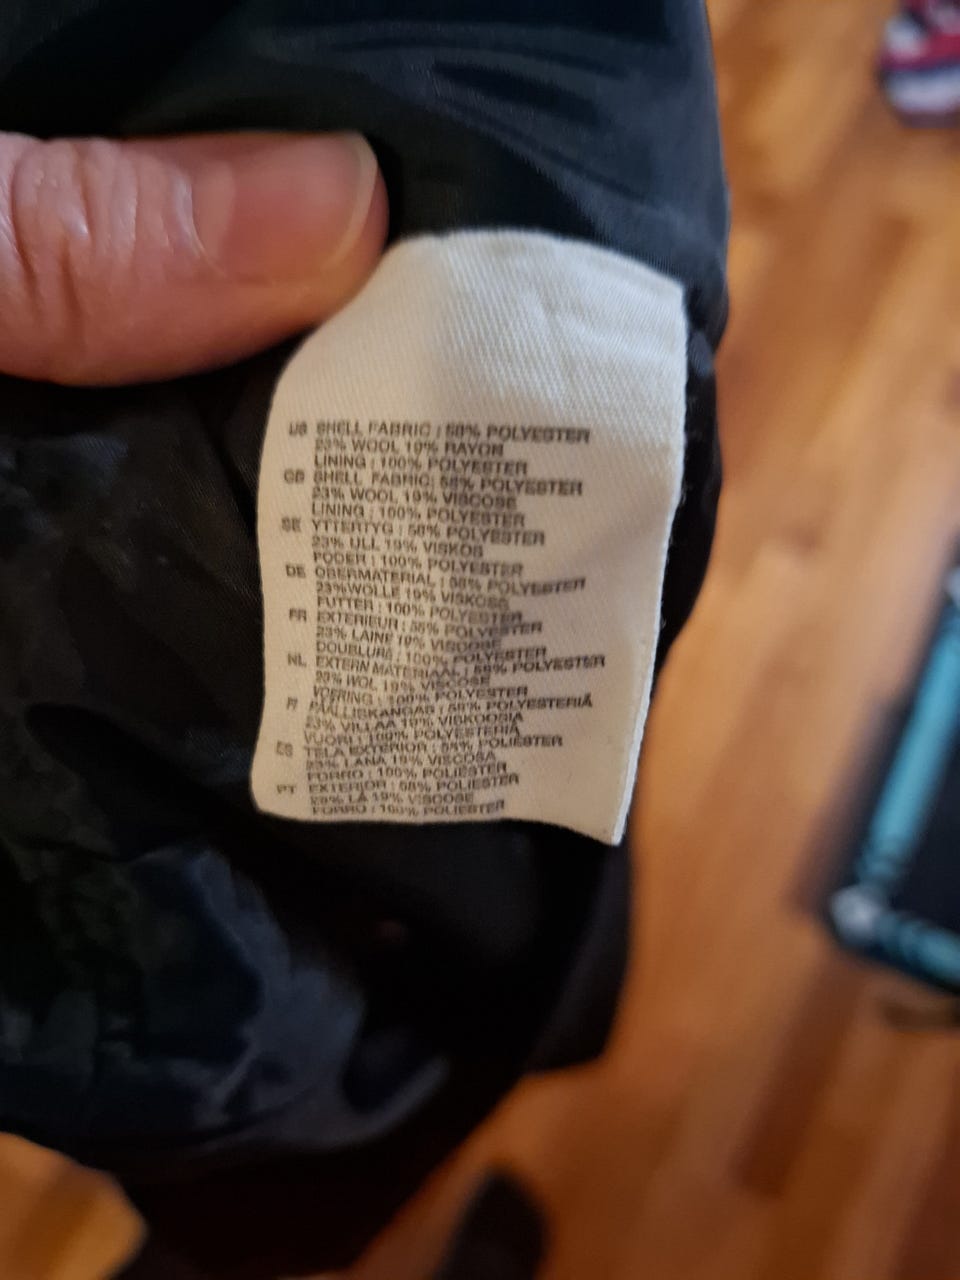 US SHELL FABRIC : 58% POLYESTER
23% WOOL 19% RAYON
LINING : 100% POLYESTER
GB SHELL FABRIC: 58% POLYESTER
23% WOOL 19% VISCOSE
LINING : 100% POLYESTER
SE YTTERTYG : 58% POLYESTER
23% ULL 19% VISKOS
FODER : 100% POLYESTER
DE OBERMATERIAL : 58% POLYESTER
23%WOLLE 19% VISKOSE
FUTTER : 100% POLYESTER
FR EXTERIEUR : 58% POLYESTER
23% LAINE 19% VISCOSE
DOUBLURE : 100% POLYESTER
NL EXTERN MATERIAAL : 58% POLYESTER
23% WOL 19% VISCOSE
VOERING : 100% POLYESTER
FI PÄÄLLISKANGAS : 58% POLYESTERIÄ
23% VILLAA 19% VISKOOSIA
VUORI : 100% POLYESTERIÄ
ES TELA EXTERIOR : 58% POLIÉSTER
23% LANA 19% VISCOSA
FORRO : 100% POLIÉSTER
PT EXTERIOR : 58% POLIESTER
23% LÃ 19% VISCOSE
FORRO : 100% POLIESTER